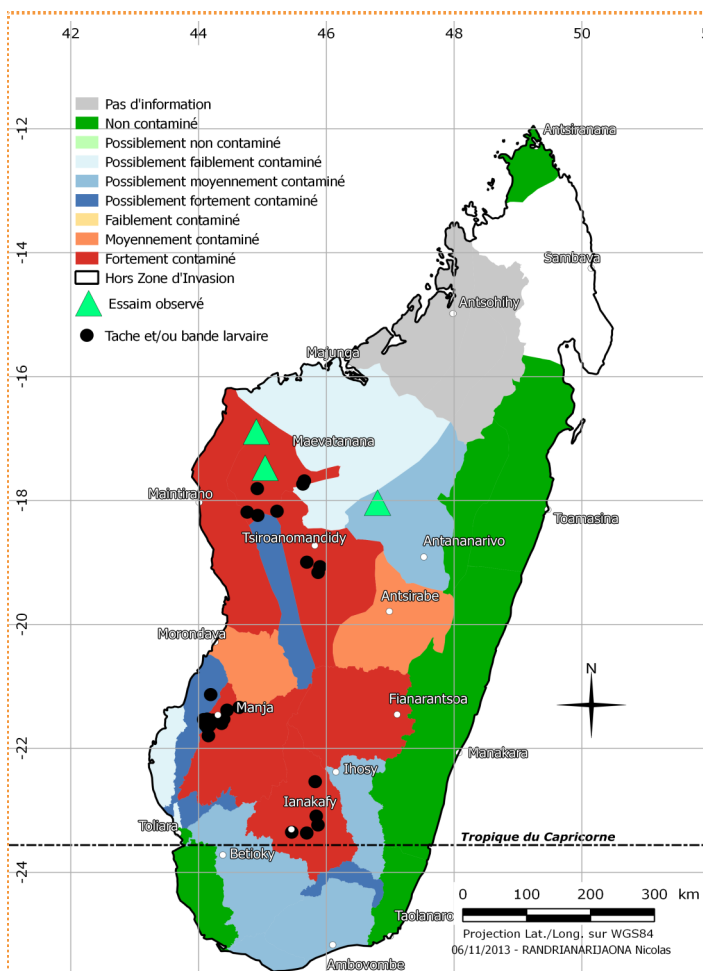 42 44 46 48 50 5
Pas d'information
Non contaminé
Possiblement non contaminé
Possiblement faiblement contaminé
Possiblement moyennement contaminé
Possiblement fortement contaminé
Faiblement contaminé
Moyennement contaminé
Fortement contaminé
Hors Zone d'Invasion
Essaim observé
Tache et/ou bande larvaire
-12
Antsiranana
-14
Sambava
Antsohihy
Majunga
-16
Maevatanana
Maintirano
-18
Toamasina
Tsiroanomandidy
Antananarivo
Antsirabe
-20
Morondava
N
Fianarantsoa
Manja
-22
Manakara
Ihosy
Ianakafy
Toliara
Tropique du Capricorne
Betioky
-24
0 100 200 300 km
Taolanaro
Projection Lat./Long. sur WGS84
06/11/2013 - RANDRIANARIJAONA Nicolas
Ambovombe